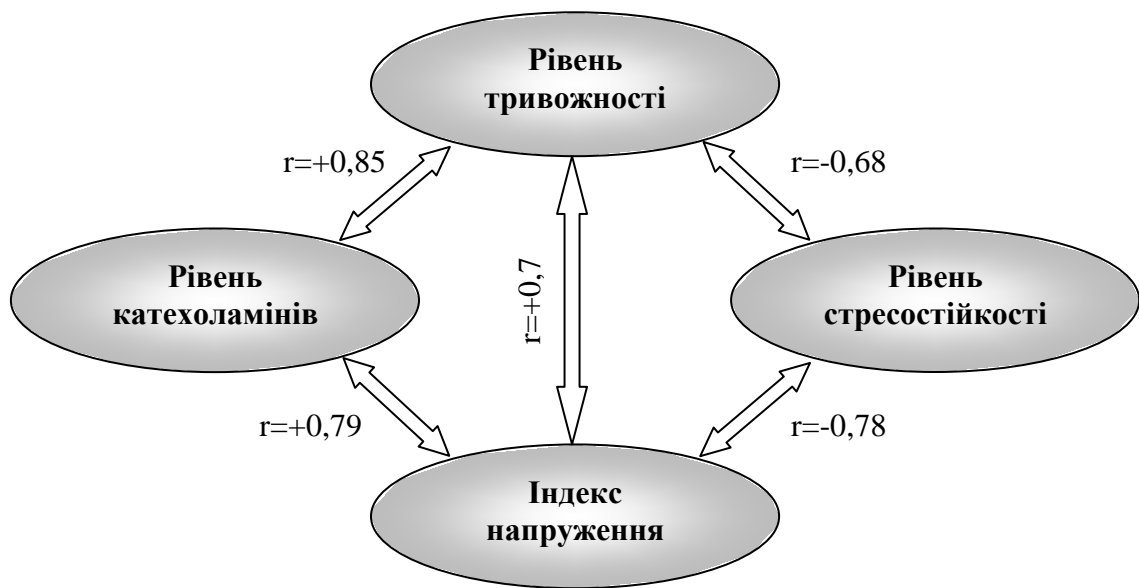 Рівень
тривожності
r=+0,85
r=-0,68
Рівень
катехоламінів
r=+0,7
Рівень
стресостійкості
r=+0,79
r=-0,78
Індекс
напруження